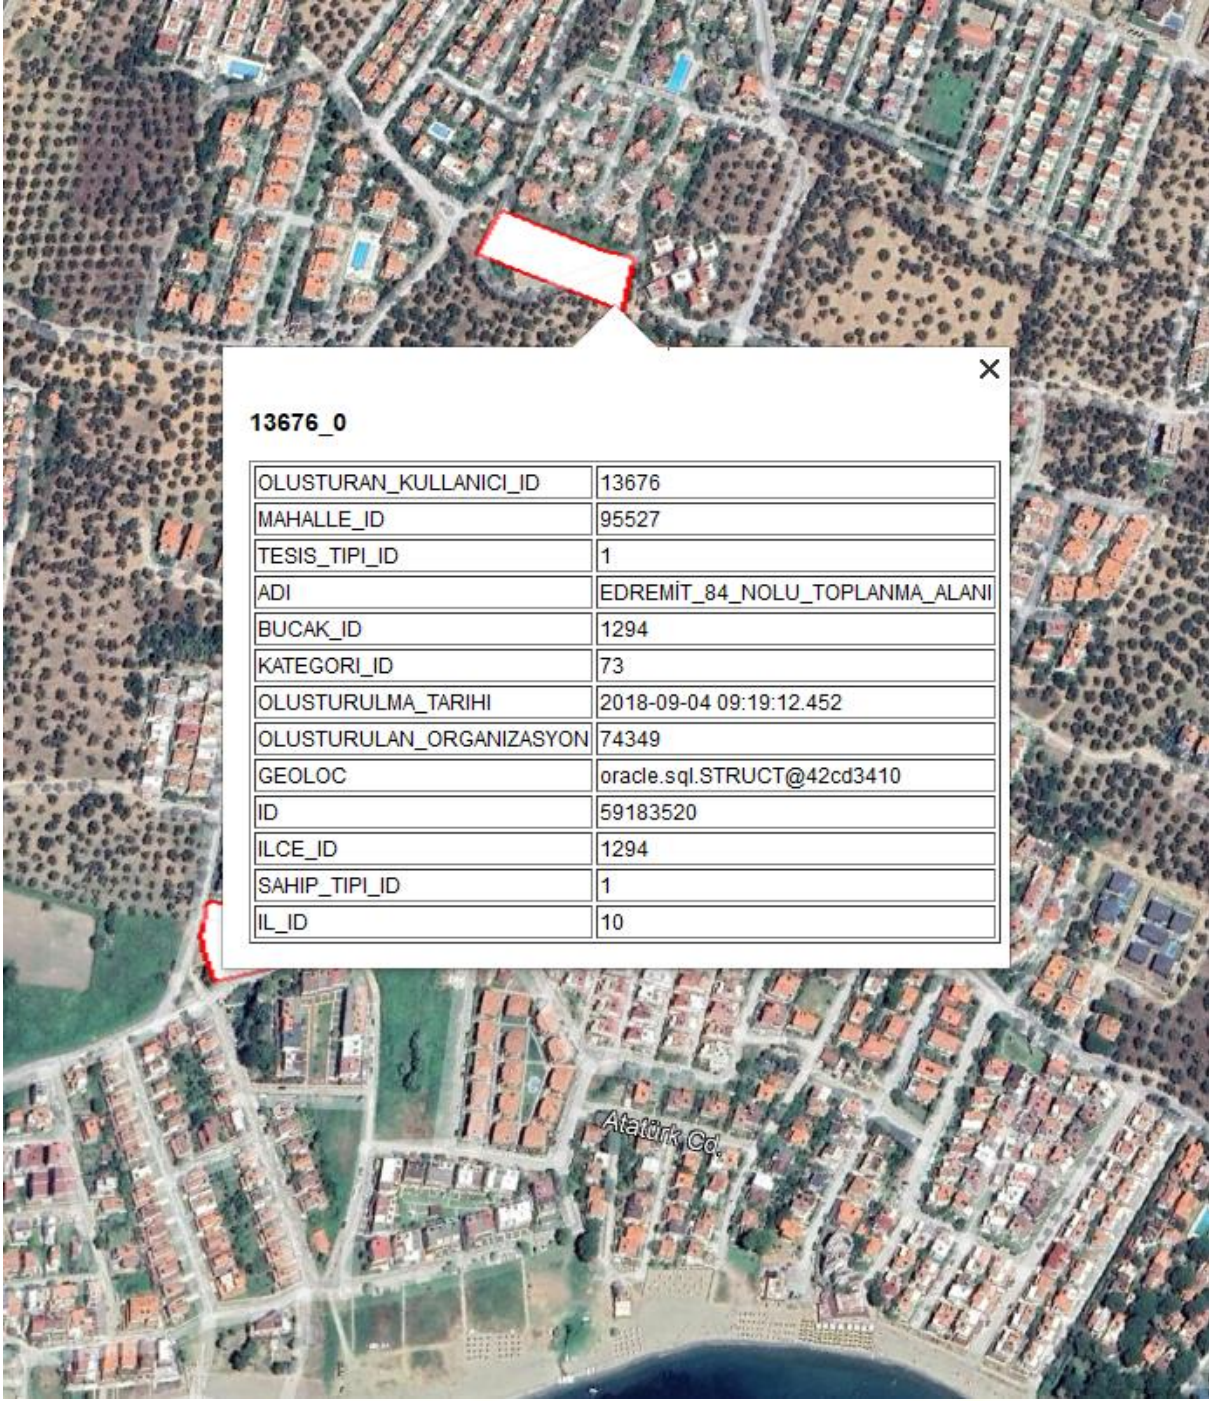 13676_0
OLUSTURAN_KULLANICI_ID 13676
MAHALLE_ID 95527
TESIS_TIPI_ID 1
ADI EDREMİT_84_NOLU_TOPLANMA_ALANI
BUCAK_ID 1294
KATEGORI_ID 73
OLUSTURULMA_TARIHI 2018-09-04 09:19:12.452
OLUSTURULAN_ORGANIZASYON 74349
GEOLOC oracle.sql.STRUCT@42cd3410
ID 59183520
ILCE_ID 1294
SAHIP_TIPI_ID 1
IL_ID 10
Atatürk Cd.